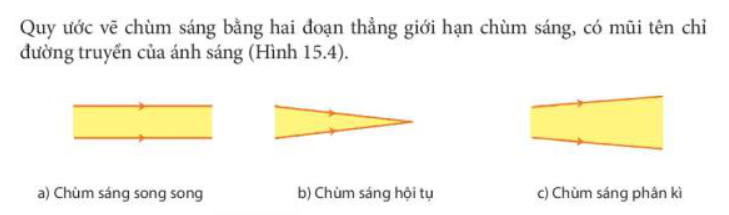 Quy ước vẽ chùm sáng bằng hai đoạn thẳng giới hạn chùm sáng, có mũi tên chỉ
đường truyền của ánh sáng (Hình 15.4).
a) Chùm sáng song song
b) Chùm sáng hội tụ
c) Chùm sáng phân kì